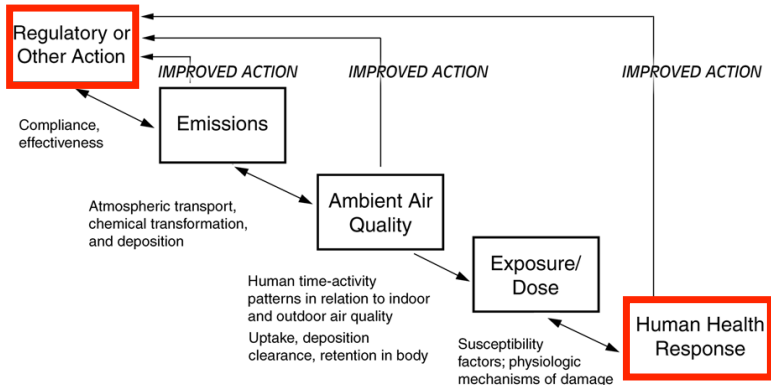 Regulatory or
Other Action
IMPROVED ACTION
IMPROVED ACTION
IMPROVED ACTION
Compliance,
effectiveness
Emissions
Atmospheric transport,
chemical transformation,
and deposition
Ambient Air
Quality
Human time-activity
patterns in relation to indoor
and outdoor air quality
Uptake, deposition
clearance, retention in body
Exposure/
Dose
Susceptibility
factors; physiologic
mechanisms of damage
Human Health
Response